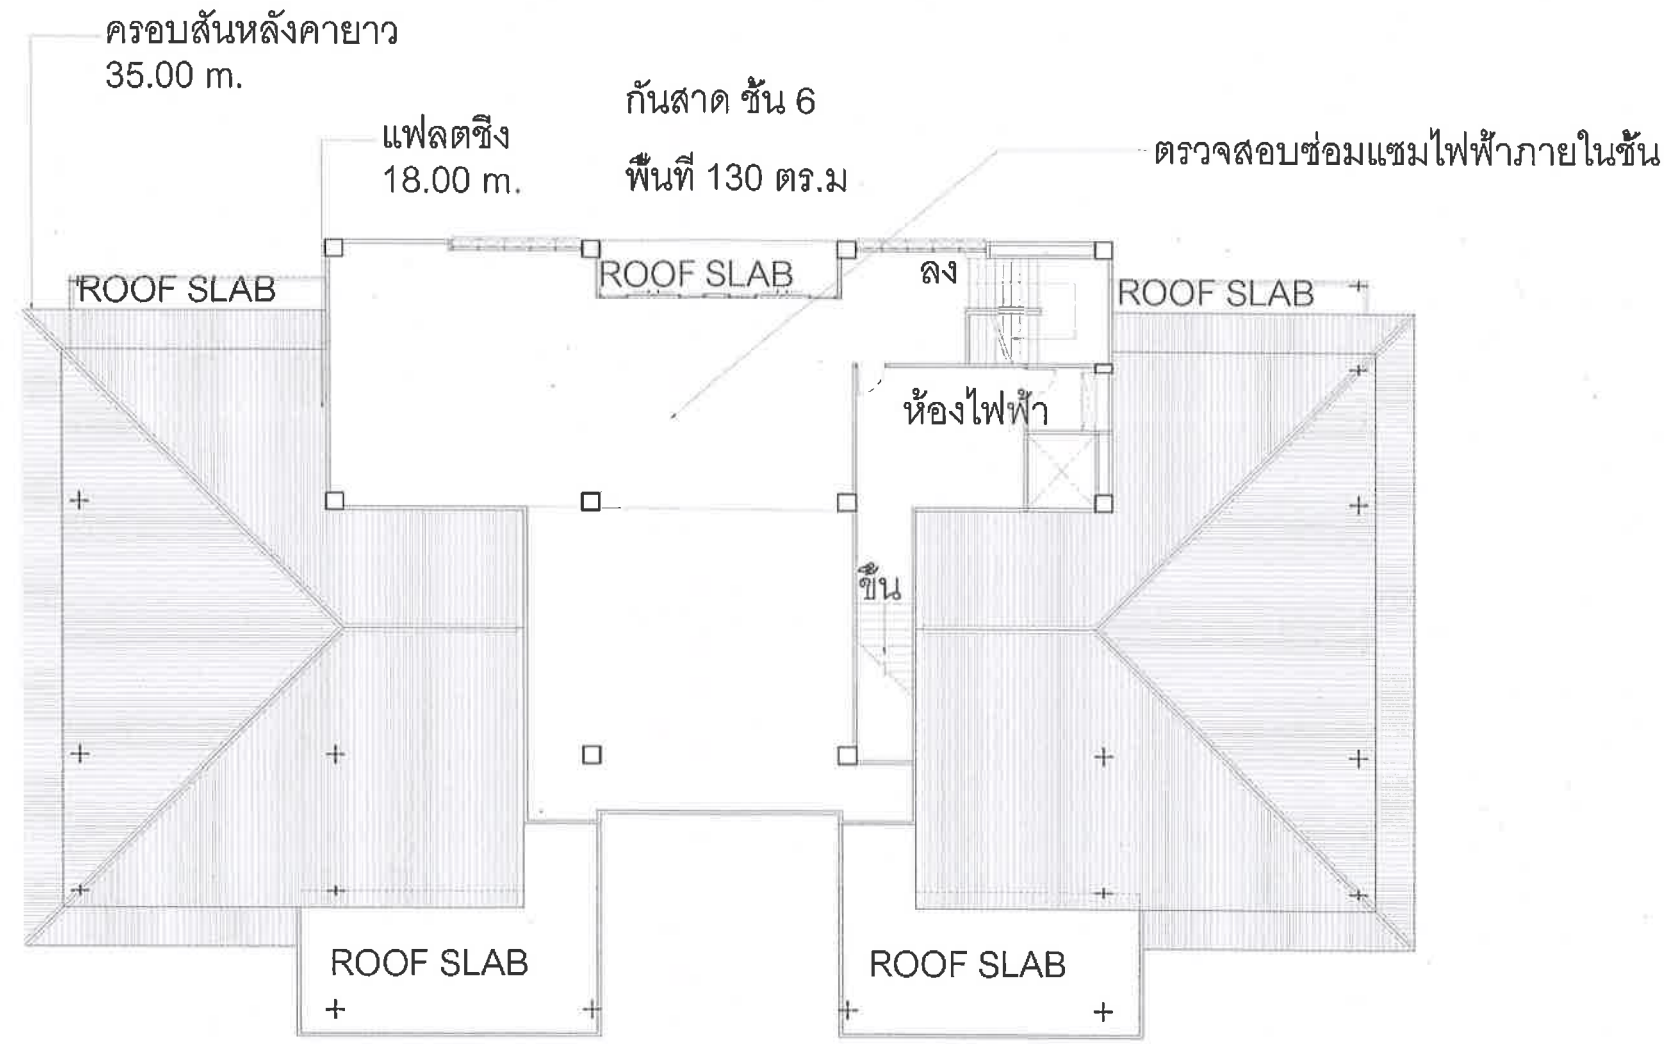 ครอบสันหลังคายาว
35.00 m.
กันสาด ชั้น 6
แฟลตชีง
18.00 m.
พื้นที่ 130 ตร.ม
ตรวจสอบซ่อมแซมไฟฟ้าภายในชั้น
ROOF SLAB
ROOF SLAB
ลง
ROOF SLAB
ห้องไฟฟ้า
ขึ้น
ROOF SLAB
ROOF SLAB